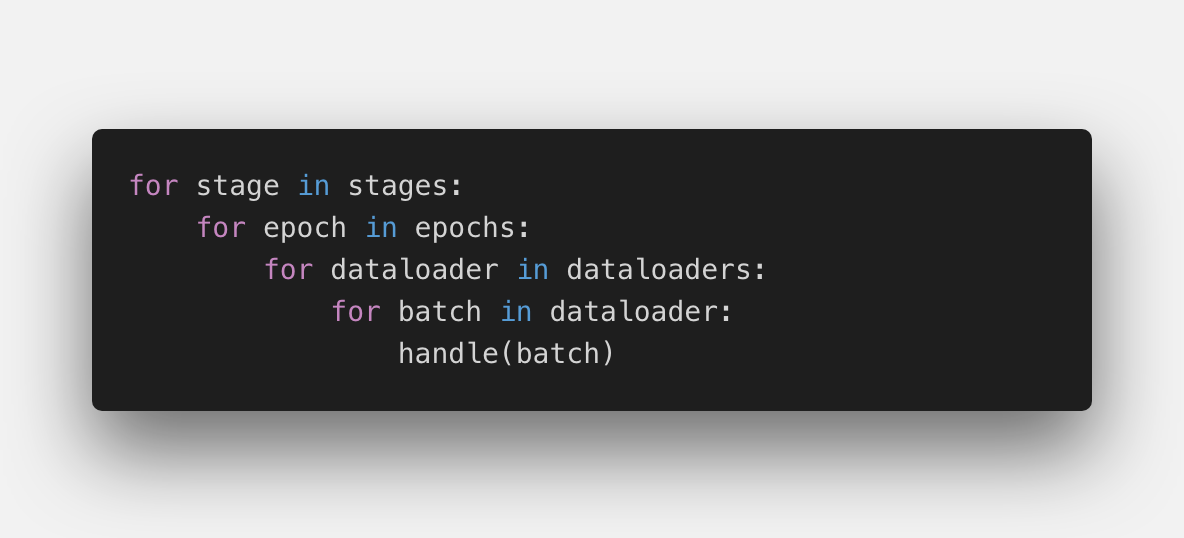 for stage in stages:
    for epoch in epochs:
        for dataloader in dataloaders:
            for batch in dataloader:
                handle(batch)